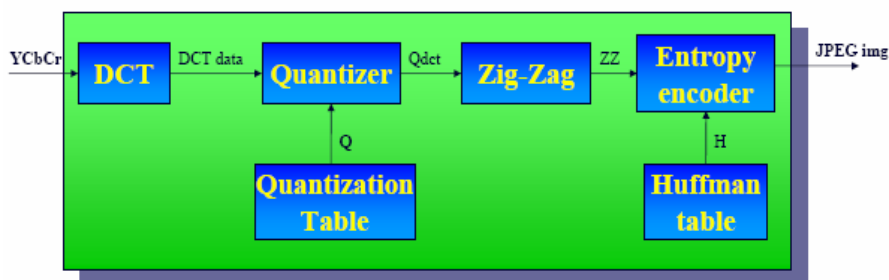 YCbCr
DCT
DCT data
Quantizer
Qdct
Zig-Zag
ZZ
Entropy
encoder
JPEG img
Q
H
Quantization
Table
Huffman
table